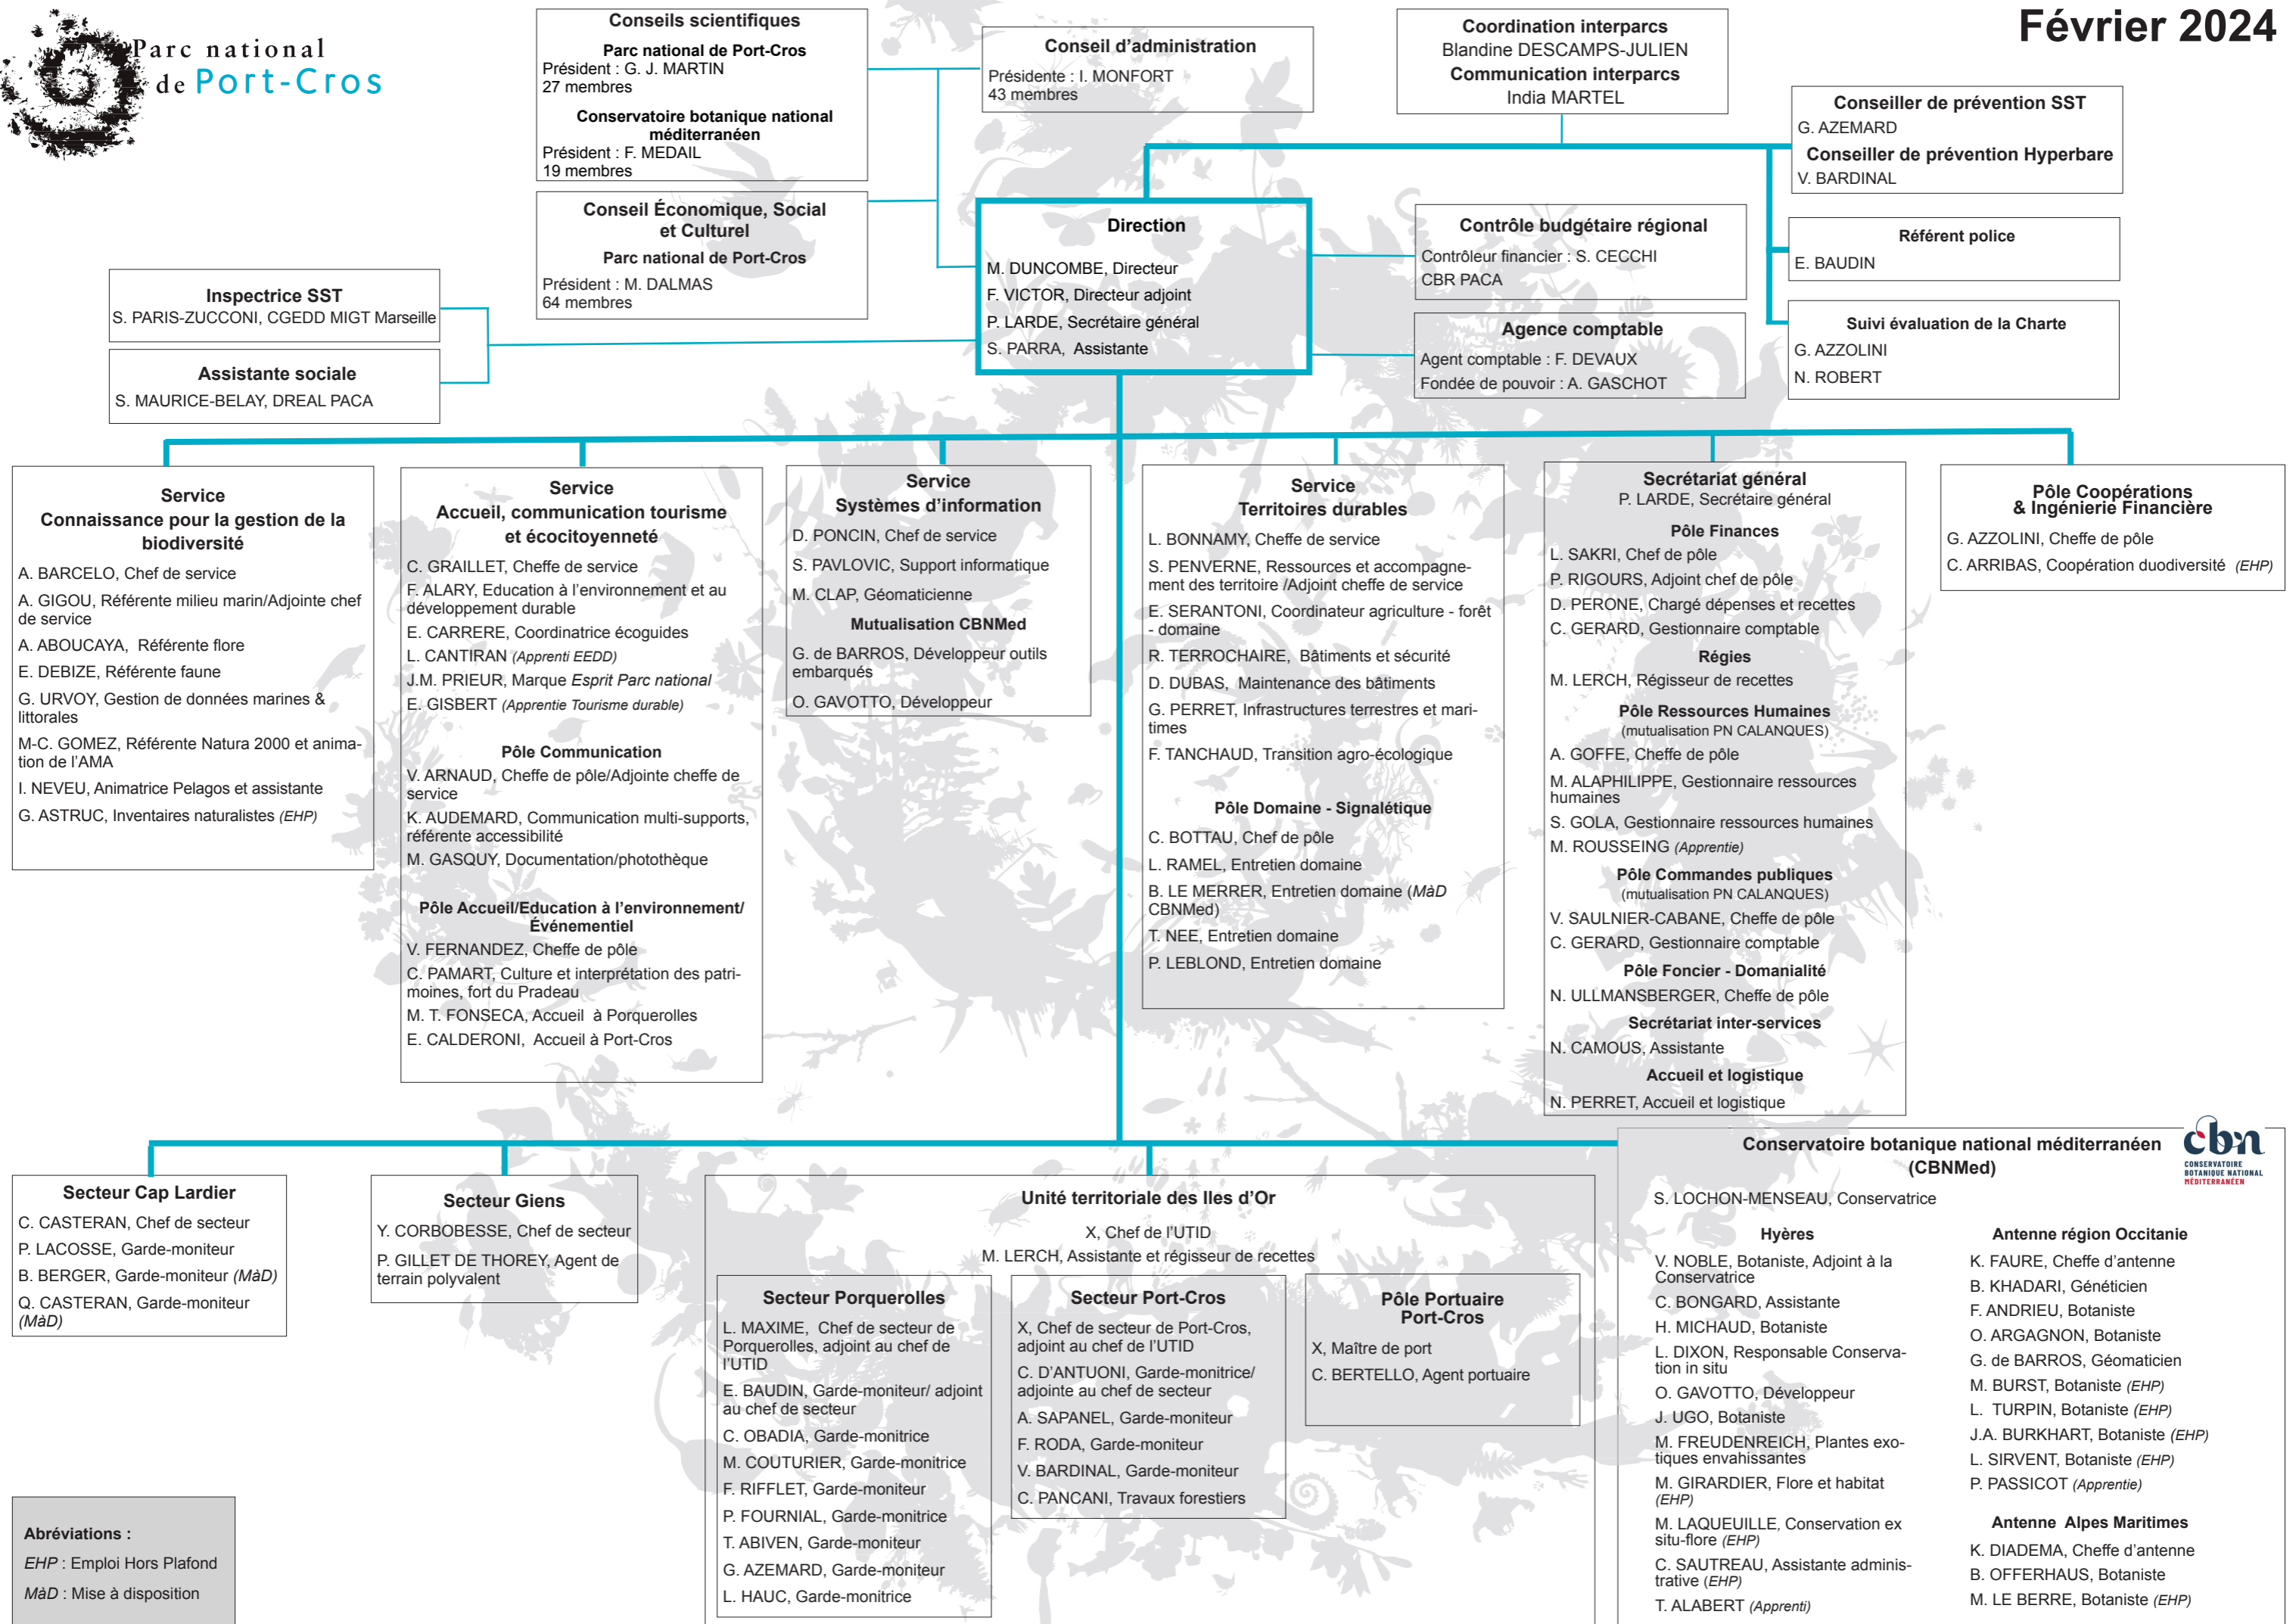 Parc national
de Port-Cros
Février 2024
Conseils scientifiques
Parc national de Port-Cros
Président : G. J. MARTIN
27 membres
Conservatoire botanique national
méditerranéen
Président : F. MEDAIL
19 membres
Conseil d'administration
Présidente : I. MONFORT
43 membres
Coordination interparcs
Blandine DESCAMPS-JULIEN
Communication interparcs
India MARTEL
Conseiller de prévention SST
G. AZEMARD
Conseiller de prévention Hyperbare
V. BARDINAL
Conseil Économique, Social
et Culturel
Parc national de Port-Cros
Président : M. DALMAS
64 membres
Direction
M. DUNCOMBE, Directeur
F. VICTOR, Directeur adjoint
P. LARDE, Secrétaire général
S. PARRA, Assistante
Contrôle budgétaire régional
Contrôleur financier : S. CECCHI
CBR PACA
Référent police
E. BAUDIN
Inspectrice SST
S. PARIS-ZUCCONI, CGEDD MIGT Marseille
Agence comptable
Agent comptable : F. DEVAUX
Fondée de pouvoir : A. GASCHOT
Suivi évaluation de la Charte
G. AZZOLINI
N. ROBERT
Assistante sociale
S. MAURICE-BELAY, DREAL PACA
Service
Connaissance pour la gestion de la
biodiversité
A. BARCELO, Chef de service
A. GIGOU, Référente milieu marin/Adjointe chef
de service
A. ABOUCAYA, Référente flore
E. DEBIZE, Référente faune
G. URVOY, Gestion de données marines &
littorales
M-C. GOMEZ, Référente Natura 2000 et anima-
tion de l'AMA
I. NEVEU, Animatrice Pelagos et assistante
G. ASTRUC, Inventaires naturalistes (EHP)
Service
Accueil, communication tourisme
et écocitoyenneté
C. GRAILLET, Cheffe de service
F. ALARY, Education à l'environnement et au
développement durable
E. CARRERE, Coordinatrice écoguides
L. CANTIRAN (Apprenti EEDD)
J.M. PRIEUR, Marque Esprit Parc national
E. GISBERT (Apprentie Tourisme durable)
Pôle Communication
V. ARNAUD, Cheffe de pôle/Adjointe cheffe de
service
K. AUDEMARD, Communication multi-supports,
référente accessibilité
M. GASQUY, Documentation/photothèque
Pôle Accueil/Education à l'environnement/
Événementiel
V. FERNANDEZ, Cheffe de pôle
C. PAMART, Culture et interprétation des patri-
moines, fort du Pradeau
M. T. FONSECA, Accueil à Porquerolles
E. CALDERONI, Accueil à Port-Cros
Service
Systèmes d'information
D. PONCIN, Chef de service
S. PAVLOVIC, Support informatique
M. CLAP, Géomaticienne
Mutualisation CBNMed
G. de BARROS, Développeur outils
embarqués
O. GAVOTTO, Développeur
Service
Territoires durables
L. BONNAMY, Cheffe de service
S. PENVERNE, Ressources et accompagne-
ment des territoire /Adjoint cheffe de service
E. SERANTONI, Coordinateur agriculture - forêt
- domaine
R. TERROCHAIRE, Bâtiments et sécurité
D. DUBAS, Maintenance des bâtiments
G. PERRET, Infrastructures terrestres et mari-
times
F. TANCHAUD, Transition agro-écologique
Pôle Domaine - Signalétique
C. BOTTAU, Chef de pôle
L. RAMEL, Entretien domaine
B. LE MERRER, Entretien domaine (MàD
CBNMed)
T. NEE, Entretien domaine
P. LEBLOND, Entretien domaine
Secrétariat général
P. LARDE, Secrétaire général
Pôle Finances
L. SAKRI, Chef de pôle
P. RIGOURS, Adjoint chef de pôle
D. PERONE, Chargé dépenses et recettes
C. GERARD, Gestionnaire comptable
Régies
M. LERCH, Régisseur de recettes
Pôle Ressources Humaines
(mutualisation PN CALANQUES)
A. GOFFE, Cheffe de pôle
M. ALAPHILIPPE, Gestionnaire ressources
humaines
S. GOLA, Gestionnaire ressources humaines
M. ROUSSEING (Apprentie)
Pôle Commandes publiques
(mutualisation PN CALANQUES)
V. SAULNIER-CABANE, Cheffe de pôle
C. GERARD, Gestionnaire comptable
Pôle Foncier - Domanialité
N. ULLMANSBERGER, Cheffe de pôle
Secrétariat inter-services
N. CAMOUS, Assistante
Accueil et logistique
N. PERRET, Accueil et logistique
Pôle Coopérations
& Ingénierie Financière
G. AZZOLINI, Cheffe de pôle
C. ARRIBAS, Coopération duodiversité (EHP)
Secteur Cap Lardier
C. CASTERAN, Chef de secteur
P. LACOSSE, Garde-moniteur
B. BERGER, Garde-moniteur (MàD)
Q. CASTERAN, Garde-moniteur
(MàD)
Secteur Giens
Y. CORBOBESSE, Chef de secteur
P. GILLET DE THOREY, Agent de
terrain polyvalent
Unité territoriale des Iles d'Or
X, Chef de l'UTID
M. LERCH, Assistante et régisseur de recettes
Secteur Porquerolles
L. MAXIME, Chef de secteur de
Porquerolles, adjoint au chef de
l'UTID
E. BAUDIN, Garde-moniteur/ adjoint
au chef de secteur
C. OBADIA, Garde-monitrice
M. COUTURIER, Garde-monitrice
F. RIFFLET, Garde-moniteur
P. FOURNIAL, Garde-monitrice
T. ABIVEN, Garde-moniteur
G. AZEMARD, Garde-moniteur
L. HAUC, Garde-monitrice
Secteur Port-Cros
X, Chef de secteur de Port-Cros,
adjoint au chef de l'UTID
C. D'ANTUONI, Garde-monitrice/
adjointe au chef de secteur
A. SAPANEL, Garde-moniteur
F. RODA, Garde-moniteur
V. BARDINAL, Garde-moniteur
C. PANCANI, Travaux forestiers
Pôle Portuaire
Port-Cros
X, Maître de port
C. BERTELLO, Agent portuaire
Conservatoire botanique national méditerranéen
(CBNMed)
cbn
CONSERVATOIRE
BOTANIQUE NATIONAL
MÉDITERRANÉEN
S. LOCHON-MENSEAU, Conservatrice
Hyères
V. NOBLE, Botaniste, Adjoint à la
Conservatrice
C. BONGARD, Assistante
H. MICHAUD, Botaniste
L. DIXON, Responsable Conserva-
tion in situ
O. GAVOTTO, Développeur
J. UGO, Botaniste
M. FREUDENREICH, Plantes exo-
tiques envahissantes
M. GIRARDIER, Flore et habitat
(EHP)
M. LAQUEUILLE, Conservation ex
situ-flore (EHP)
C. SAUTREAU, Assistante adminis-
trative (EHP)
T. ALABERT (Apprenti)
Antenne région Occitanie
K. FAURE, Cheffe d'antenne
B. KHADARI, Généticien
F. ANDRIEU, Botaniste
O. ARGAGNON, Botaniste
G. de BARROS, Géomaticien
M. BURST, Botaniste (EHP)
L. TURPIN, Botaniste (EHP)
J.A. BURKHART, Botaniste (EHP)
L. SIRVENT, Botaniste (EHP)
P. PASSICOT (Apprentie)
Antenne Alpes Maritimes
K. DIADEMA, Cheffe d'antenne
B. OFFERHAUS, Botaniste
M. LE BERRE, Botaniste (EHP)
Abréviations :
EHP : Emploi Hors Plafond
MàD : Mise à disposition